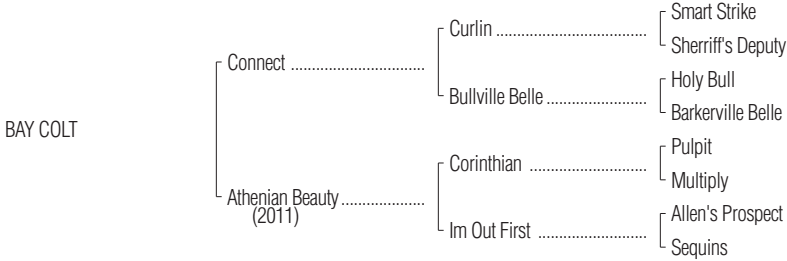 Smart Strike
Curlin ....................................
Sherriff's Deputy
Connect ................................
Holy Bull
Bullville Belle ........................
Barkerville Belle
BAY COLT
Pulpit
Corinthian ............................
Multiply
Athenian Beauty ....................
(2011)
Allen's Prospect
Im Out First ..........................
Sequins